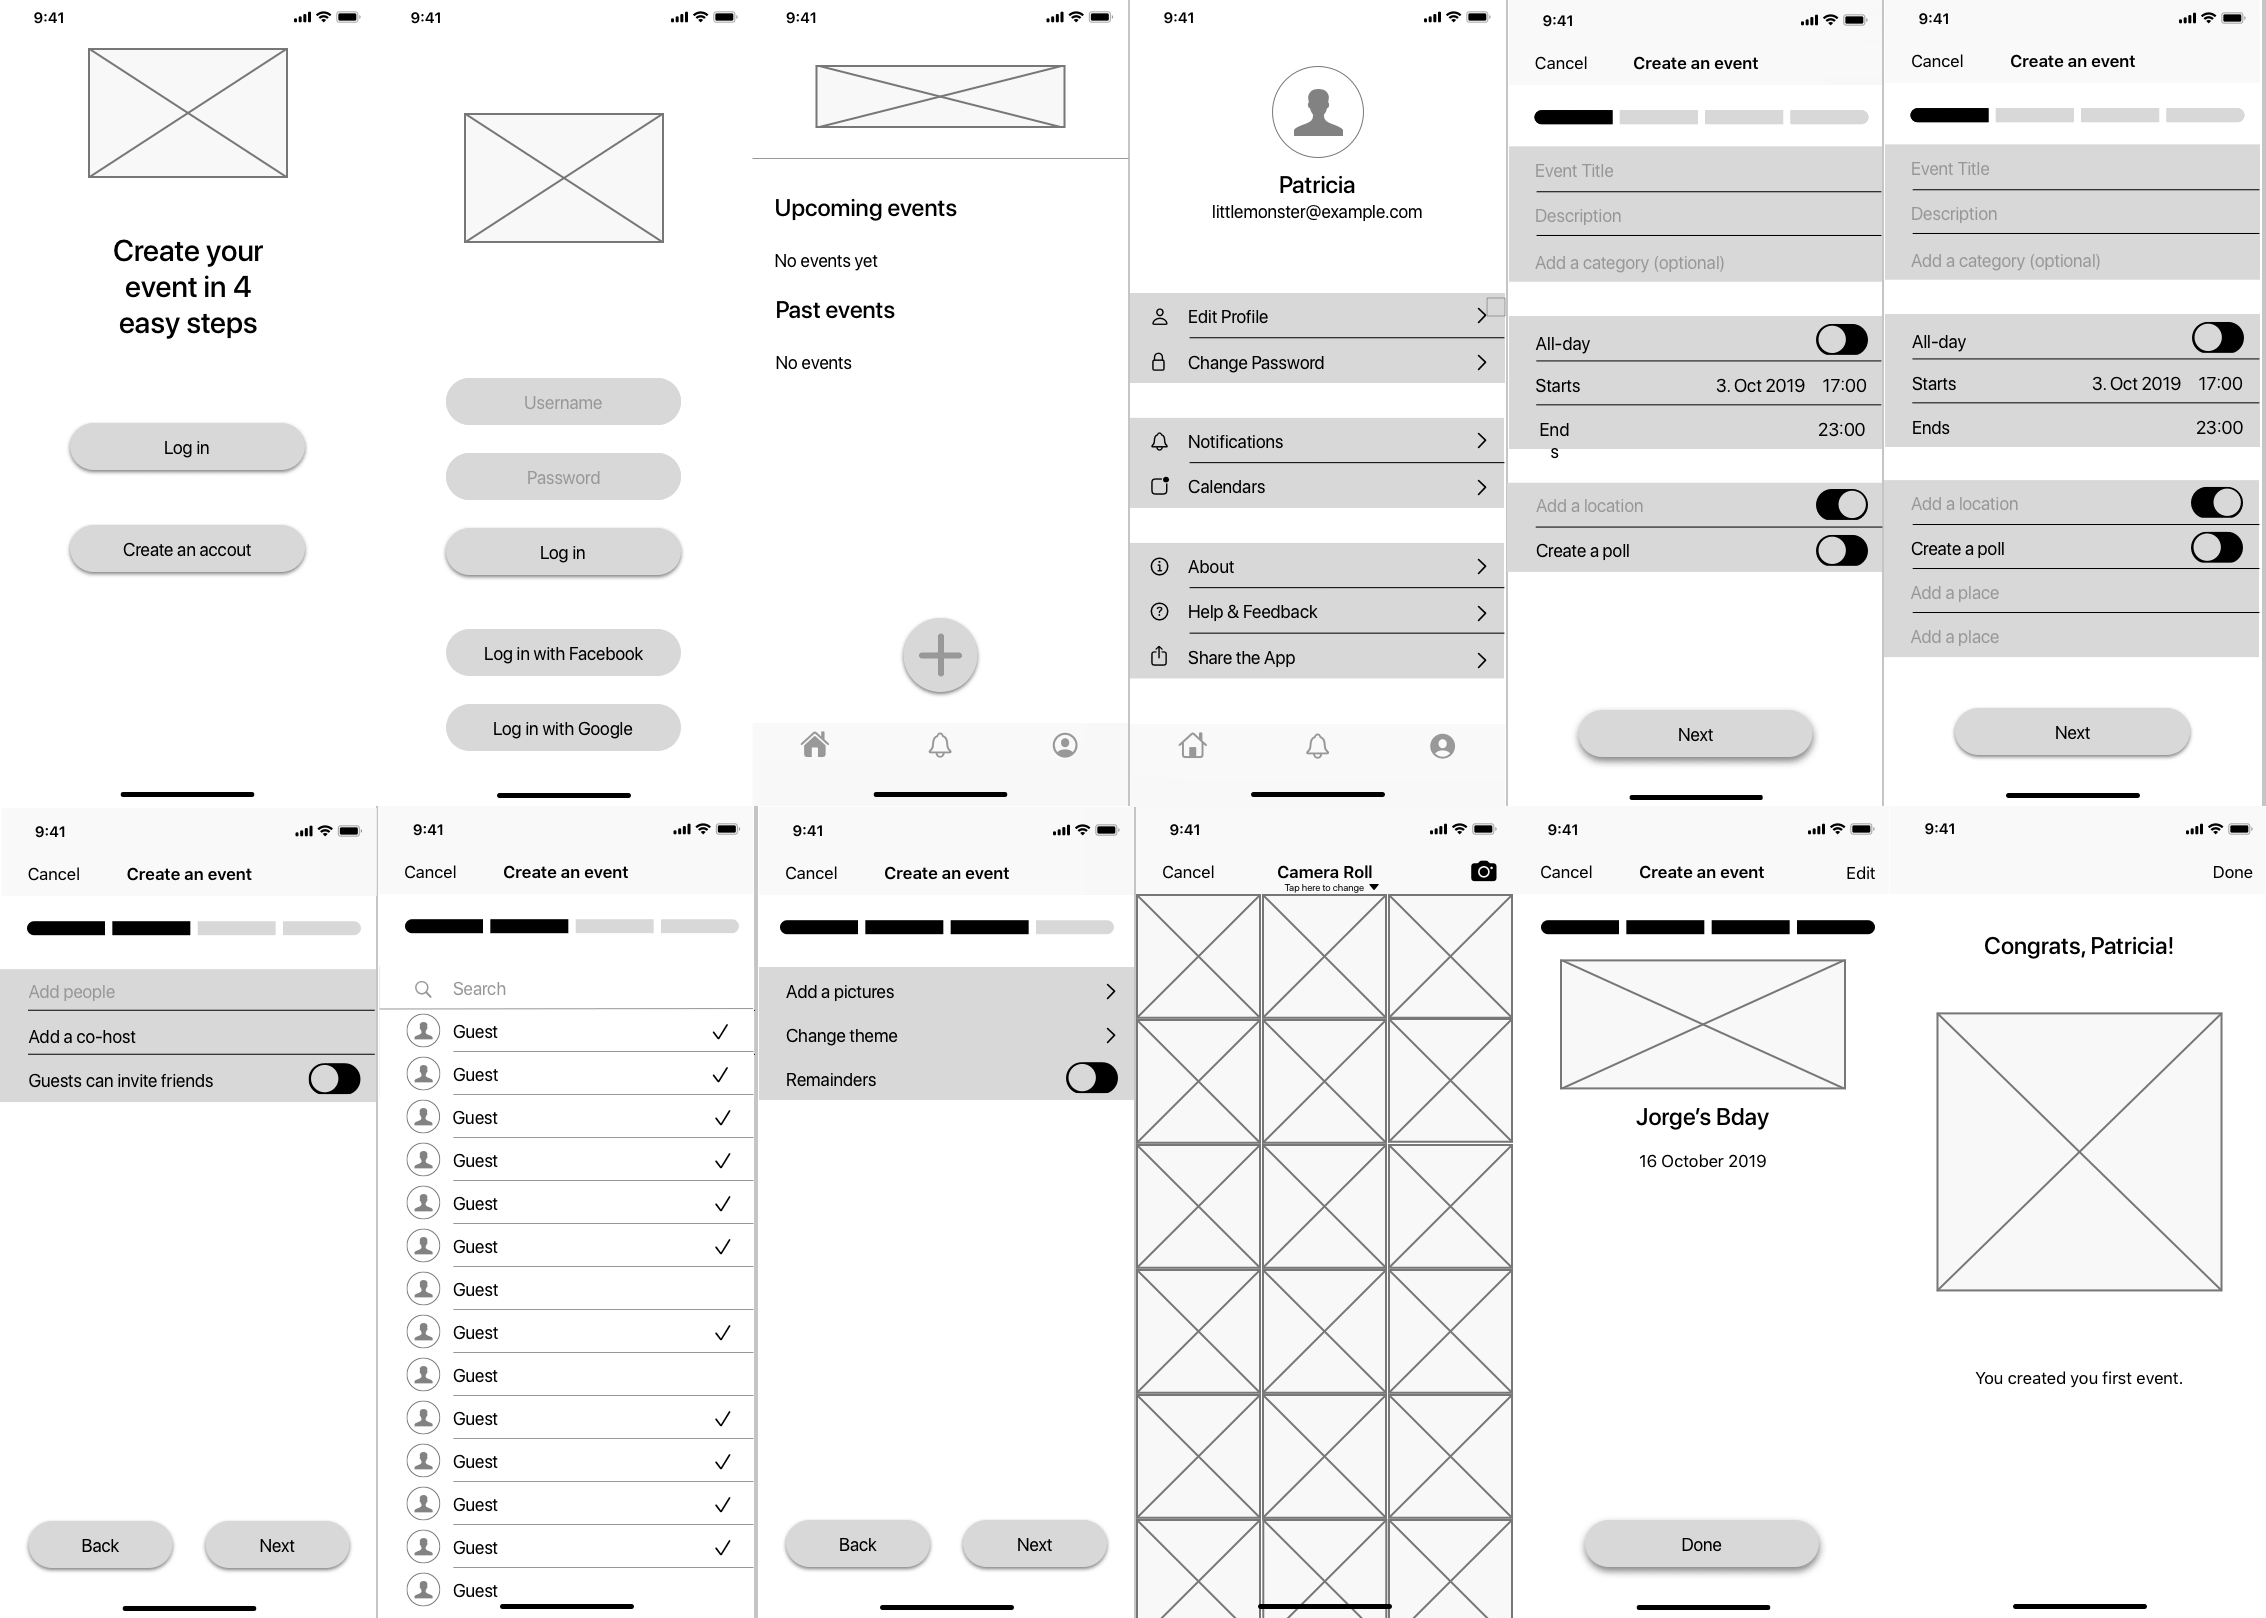 9:41
Create your
event in 4
easy steps
Log in
Create an accout
9:41
Username
Password
Log in
Log in with Facebook
Log in with Google
9:41
Upcoming events
No events yet
Past events
No events
9:41
Patricia
littlemonster@example.com
Edit Profile
Change Password
Notifications
Calendars
About
Help & Feedback
Share the App
9:41
Cancel Create an event
Event Title
Description
Add a category (optional)
All-day
Starts 3. Oct 2019 17:00
End 23:00
s
Add a location
Create a poll
Next
9:41
Cancel Create an event
Event Title
Description
Add a category (optional)
All-day
Starts 3. Oct 2019 17:00
Ends 23:00
Add a location
Create a poll
Add a place
Add a place
Next
9:41
Cancel Create an event
Add people
Add a co-host
Guests can invite friends
Back Next
9:41
Cancel Create an event
Search
Guest
Guest
Guest
Guest
Guest
Guest
Guest
Guest
Guest
Guest
Guest
Guest
Guest
Guest
9:41
Cancel Create an event
Add a pictures
Change theme
Remainders
Back Next
9:41
Cancel Camera Roll
Tap here to change
9:41
Cancel Create an event Edit
Jorge's Bday
16 October 2019
Done
9:41
Done
Congrats, Patricia!
You created you first event.